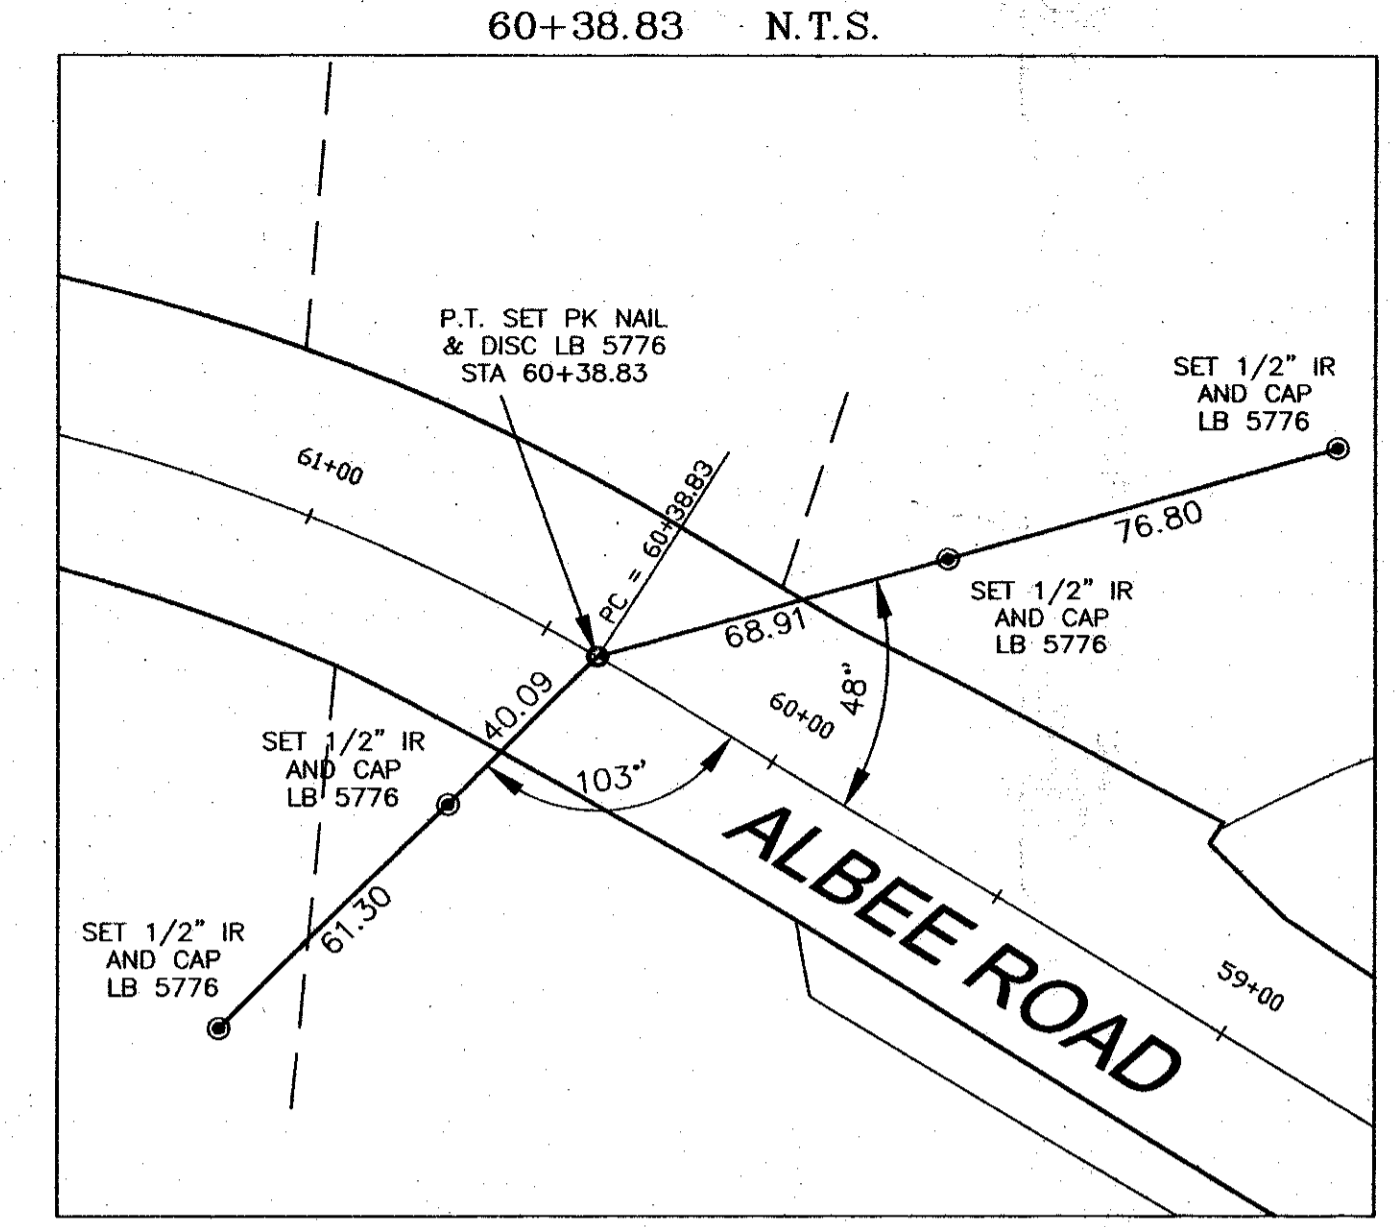 60+38.83 N.T.S.
P.T. SET PK NAIL
& DISC LB 5776
STA 60+38.83
SET 1/2" IR
AND CAP
LB 5776
61+00
PC = 60+38.83
76.80
SET 1/2" IR
AND CAP
LB 5776
68.91
48°
60+00
40.09
SET 1/2" IR
AND CAP
LB 5776
103°
ALBEE ROAD
61.30
SET 1/2" IR
AND CAP
LB 5776
59+00